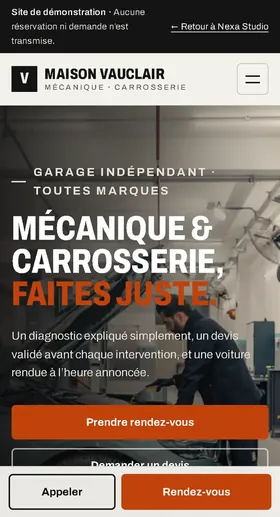 Site de démonstration · Aucune
réservation ni demande n'est
transmise.
← Retour à Nexa Studio
V
MAISON VAUCLAIR
MÉCANIQUE · CARROSSERIE
GARAGE INDÉPENDANT ·
TOUTES MARQUES
MÉCANIQUE &
CARROSSERIE,
FAITES JUSTE.
Un diagnostic expliqué simplement, un devis
validé avant chaque intervention, et une voiture
rendue à l'heure annoncée.
Prendre rendez-vous
Demander un devis
Appeler
Rendez-vous